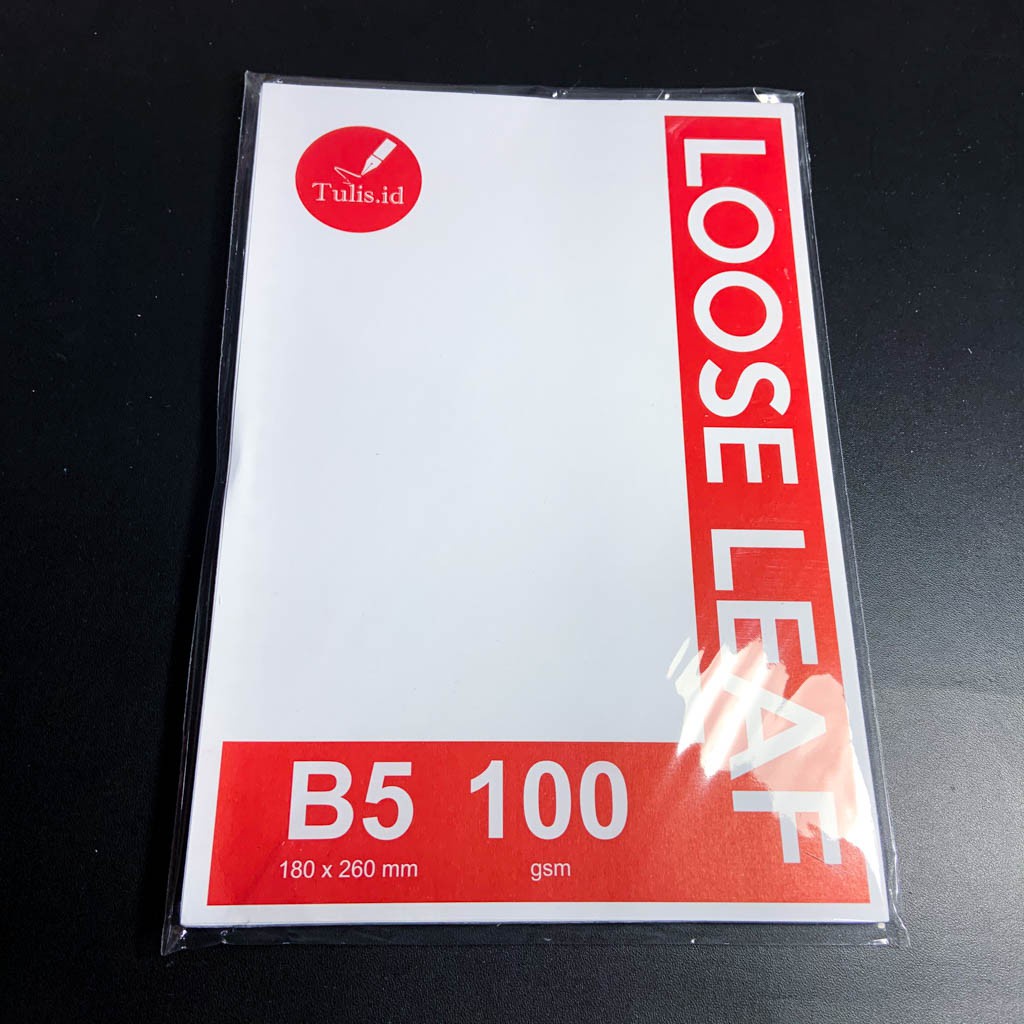 Tulis.id
LOOSE LEAF
B5 100
180 x 260 mm gsm